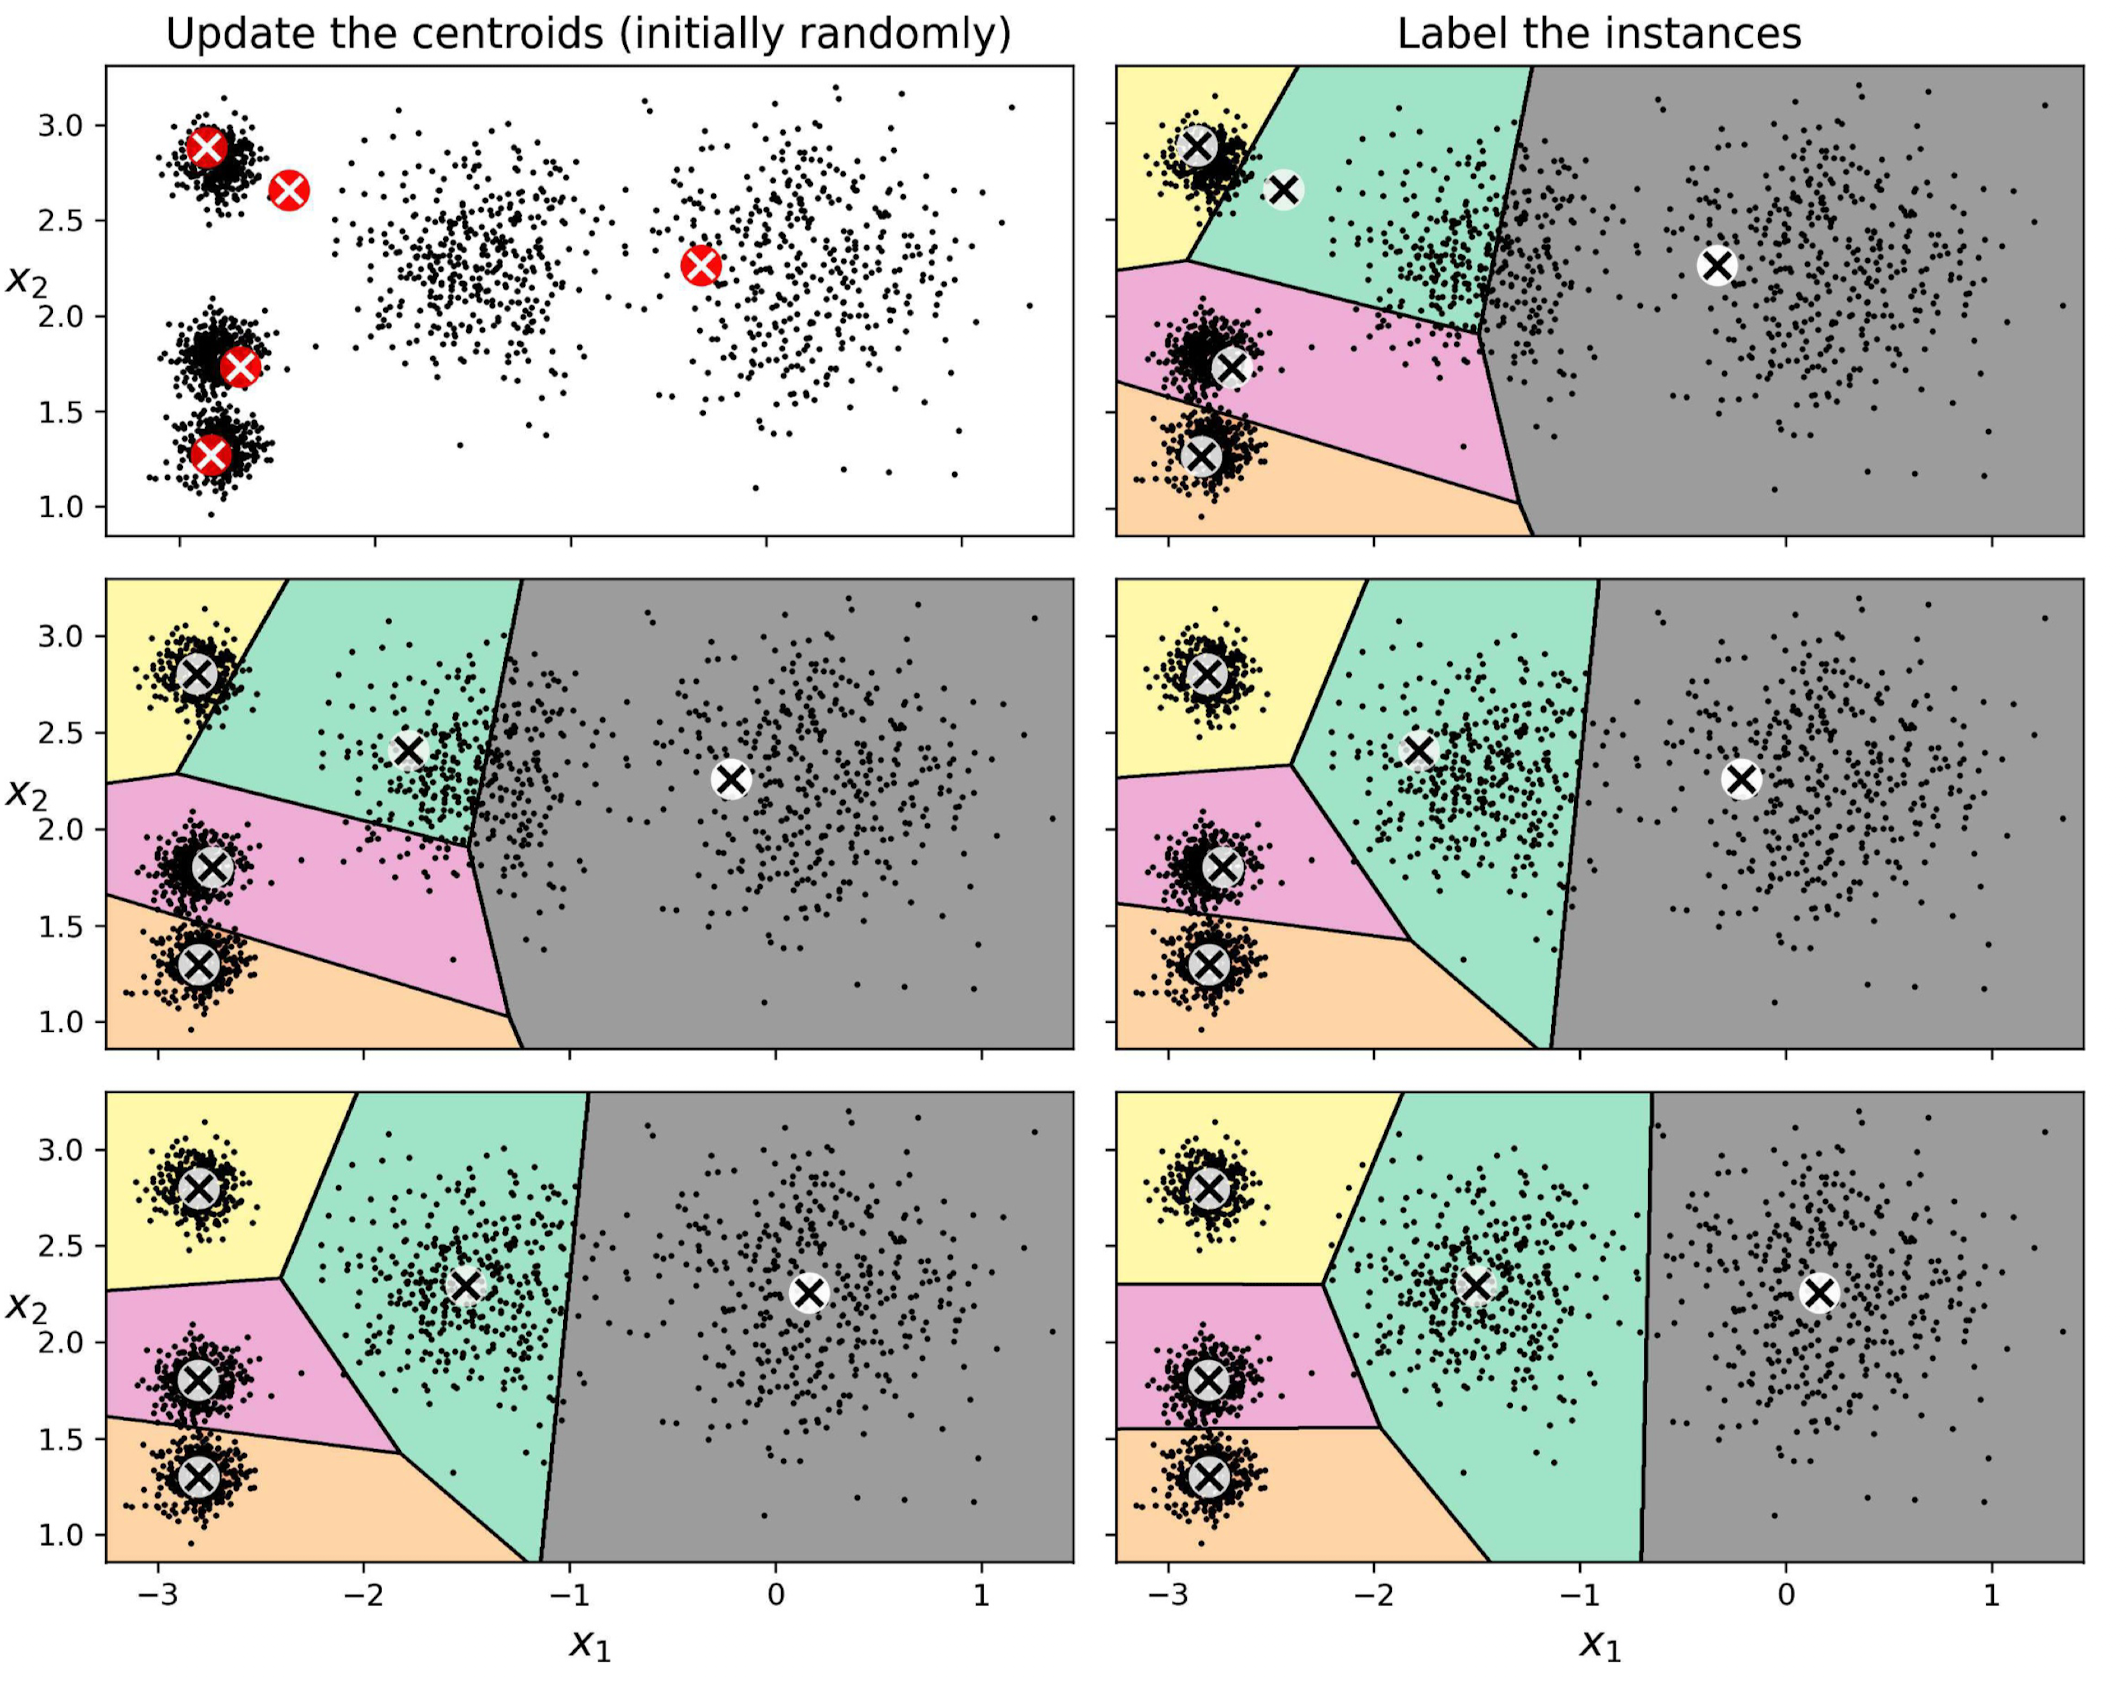 Update the centroids (initially randomly)
Label the instances
3.0
2.5
x₂
2.0
1.5
1.0
3.0
2.5
x₂
2.0
1.5
1.0
3.0
2.5
x₂
2.0
1.5
1.0
−3 −2 −1 0 1
−3 −2 −1 0 1
x₁
x₁